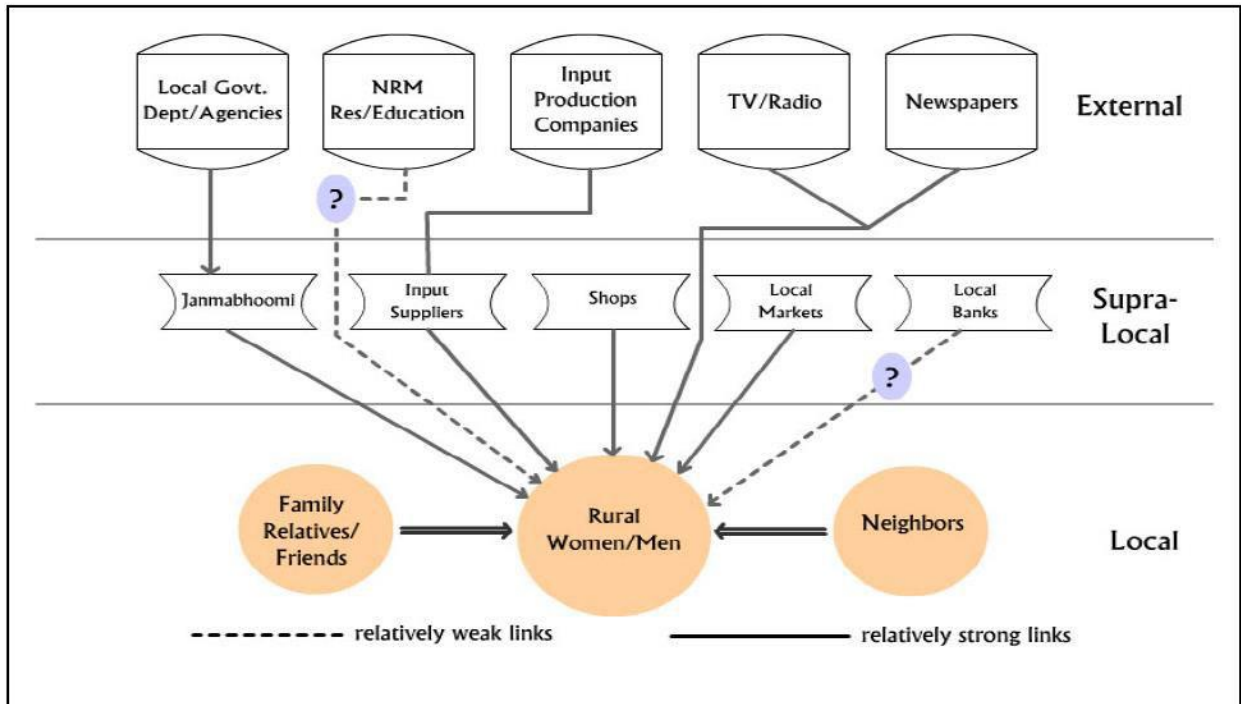 Local Govt.
Dept/Agencies
NRM
Res/Education
Input
Production
Companies
TV/Radio
Newspapers
External
?
Janmabhoomi
Input
Suppliers
Shops
Local
Markets
Local
Banks
Supra-
Local
?
Family
Relatives/
Friends
Rural
Women/Men
Neighbors
Local
relatively weak links
relatively strong links